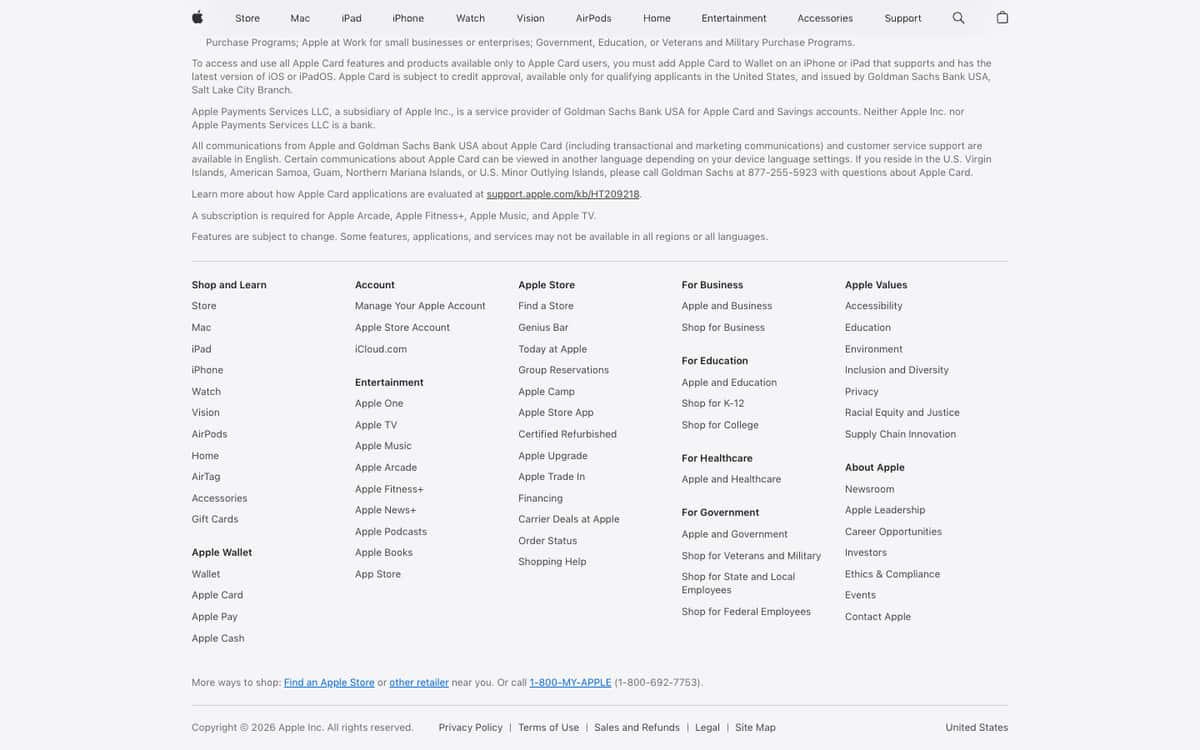 Store Mac iPad iPhone Watch Vision AirPods Home Entertainment Accessories Support
Purchase Programs; Apple at Work for small businesses or enterprises; Government, Education, or Veterans and Military Purchase Programs.
To access and use all Apple Card features and products available only to Apple Card users, you must add Apple Card to Wallet on an iPhone or iPad that supports and has the
latest version of iOS or iPadOS. Apple Card is subject to credit approval, available only for qualifying applicants in the United States, and issued by Goldman Sachs Bank USA,
Salt Lake City Branch.
Apple Payments Services LLC, a subsidiary of Apple Inc., is a service provider of Goldman Sachs Bank USA for Apple Card and Savings accounts. Neither Apple Inc. nor
Apple Payments Services LLC is a bank.
All communications from Apple and Goldman Sachs Bank USA about Apple Card (including transactional and marketing communications) and customer service support are
available in English. Certain communications about Apple Card can be viewed in another language depending on your device language settings. If you reside in the U.S. Virgin
Islands, American Samoa, Guam, Northern Mariana Islands, or U.S. Minor Outlying Islands, please call Goldman Sachs at 877-255-5923 with questions about Apple Card.
Learn more about how Apple Card applications are evaluated at support.apple.com/kb/HT209218.
A subscription is required for Apple Arcade, Apple Fitness+, Apple Music, and Apple TV.
Features are subject to change. Some features, applications, and services may not be available in all regions or all languages.
Shop and Learn
Store
Mac
iPad
iPhone
Watch
Vision
AirPods
Home
AirTag
Accessories
Gift Cards
Apple Wallet
Wallet
Apple Card
Apple Pay
Apple Cash
Account
Manage Your Apple Account
Apple Store Account
iCloud.com
Entertainment
Apple One
Apple TV
Apple Music
Apple Arcade
Apple Fitness+
Apple News+
Apple Podcasts
Apple Books
App Store
Apple Store
Find a Store
Genius Bar
Today at Apple
Group Reservations
Apple Camp
Apple Store App
Certified Refurbished
Apple Upgrade
Apple Trade In
Financing
Carrier Deals at Apple
Order Status
Shopping Help
For Business
Apple and Business
Shop for Business
For Education
Apple and Education
Shop for K-12
Shop for College
For Healthcare
Apple and Healthcare
For Government
Apple and Government
Shop for Veterans and Military
Shop for State and Local
Employees
Shop for Federal Employees
Apple Values
Accessibility
Education
Environment
Inclusion and Diversity
Privacy
Racial Equity and Justice
Supply Chain Innovation
About Apple
Newsroom
Apple Leadership
Career Opportunities
Investors
Ethics & Compliance
Events
Contact Apple
More ways to shop: Find an Apple Store or other retailer near you. Or call 1-800-MY-APPLE (1-800-692-7753).
Copyright © 2026 Apple Inc. All rights reserved. Privacy Policy | Terms of Use | Sales and Refunds | Legal | Site Map United States